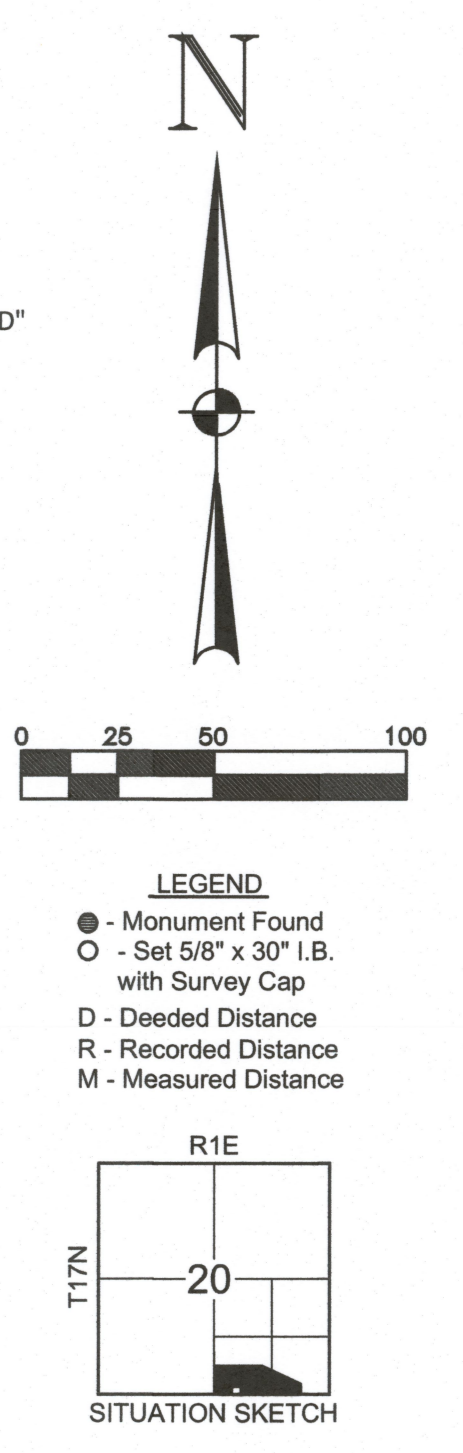 N
D"
0 25 50 100
LEGEND
- Monument Found
- Set 5/8" x 30" I.B.
with Survey Cap
D - Deeded Distance
R - Recorded Distance
M - Measured Distance
R1E
T17N
20
SITUATION SKETCH